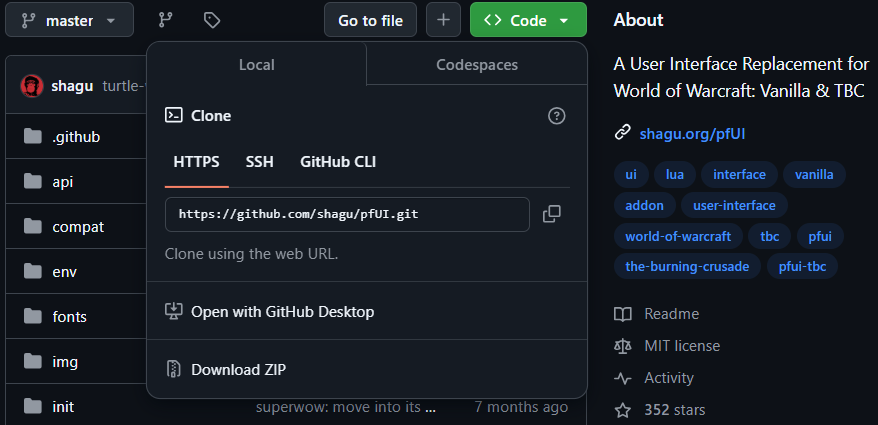 master
Go to file
Code
Local
Codespaces
Clone
HTTPS SSH GitHub CLI
https://github.com/shagu/pfUI.git
Clone using the web URL.
Open with GitHub Desktop
Download ZIP
shagu turtle-
.github
api
compat
env
fonts
img
init superwow: move into its ... 7 months ago
About
A User Interface Replacement for
World of Warcraft: Vanilla & TBC
shagu.org/pfUI
ui lua interface vanilla
addon user-interface
world-of-warcraft tbc pfui
the-burning-crusade pfui-tbc
Readme
MIT license
Activity
352 stars